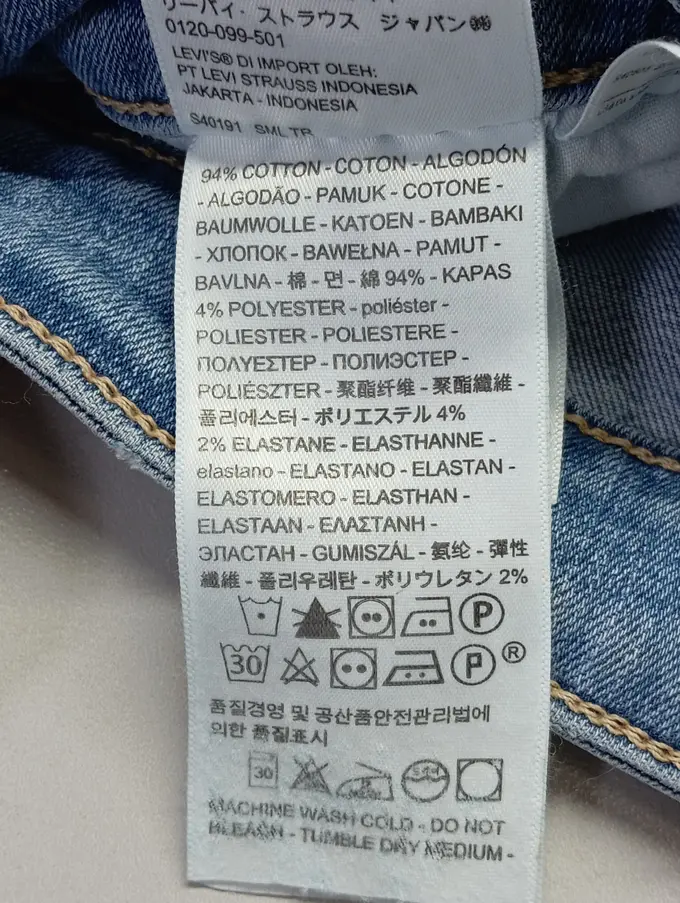 リーバイ・ストラウス ジャパン㈱
0120-099-501
LEVI'S® DI IMPORT OLEH:
PT LEVI STRAUSS INDONESIA
JAKARTA - INDONESIA
S40191 SML TR
94% COTTON - COTON - ALGODÓN
- ALGODÃO - PAMUK - COTONE -
BAUMWOLLE - KATOEN - BAMBAKI
- ХЛОПОК - BAWEŁNA - PAMUT -
BAVLNA - 棉 - 면 - 綿 94% - KAPAS
4% POLYESTER - poliéster -
POLIESTER - POLIESTERE -
ΠΟΛΥΕΣΤΕΡ - ПОЛИЭСТЕР -
POLIÉSZTER - 聚酯纤维 - 聚酯纖維 -
폴리에스터 - ポリエステル 4%
2% ELASTANE - ELASTHANNE -
elastano - ELASTANO - ELASTAN -
ELASTOMERO - ELASTHAN -
ELASTAAN - ΕΛΑΣΤΑΝΗ -
ЭЛАСТАН - GUMISZÁL - 氨纶 - 彈性
纖維 - 폴리우레탄 - ポリウレタン 2%
P
30 P ®
품질경영 및 공산품안전관리법에
의한 품질표시
30
MACHINE WASH COLD - DO NOT
BLEACH - TUMBLE DRY MEDIUM -